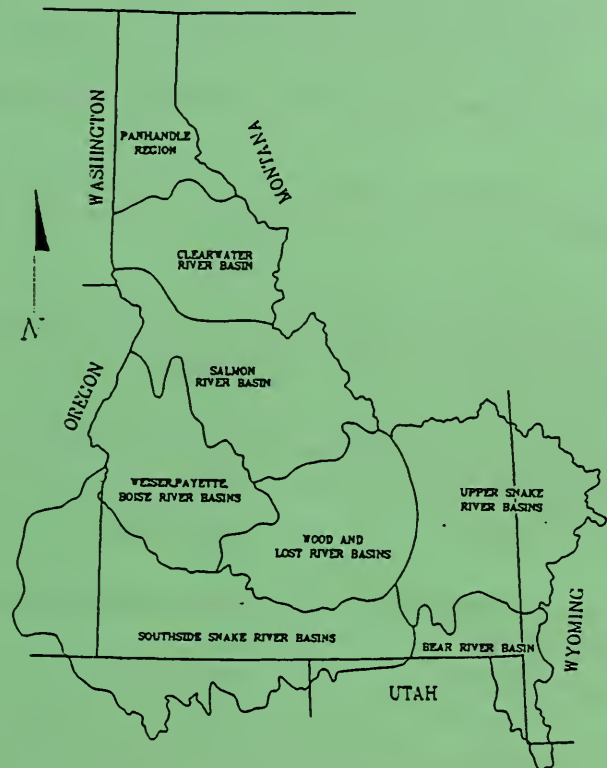 WASHINGTON
PANHANDLE
REGION
MONTANA
CLEARWATER
RIVER BASIN
N
OREGON
SALMON
RIVER BASIN
WEISER,PAYETTE,
BOISE RIVER BASINS
UPPER SNAKE
RIVER BASINS
WOOD AND
LOST RIVER BASINS
SOUTHSIDE SNAKE RIVER BASINS
BEAR RIVER BASIN
WYOMING
UTAH